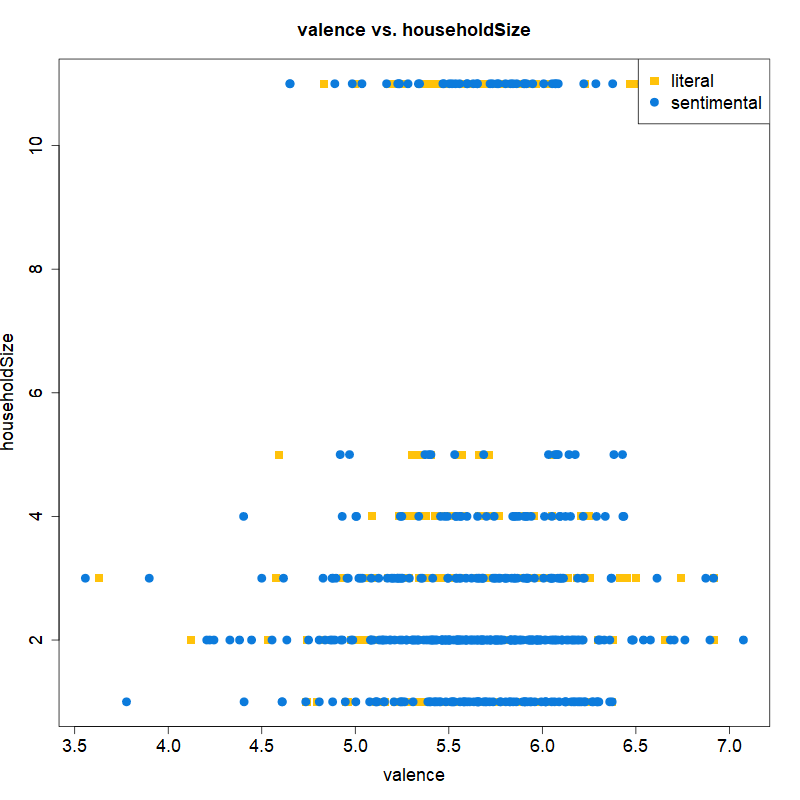 valence vs. householdSize
literal
sentimental
householdSize
10
8
6
4
2
3.5 4.0 4.5 5.0 5.5 6.0 6.5 7.0
valence